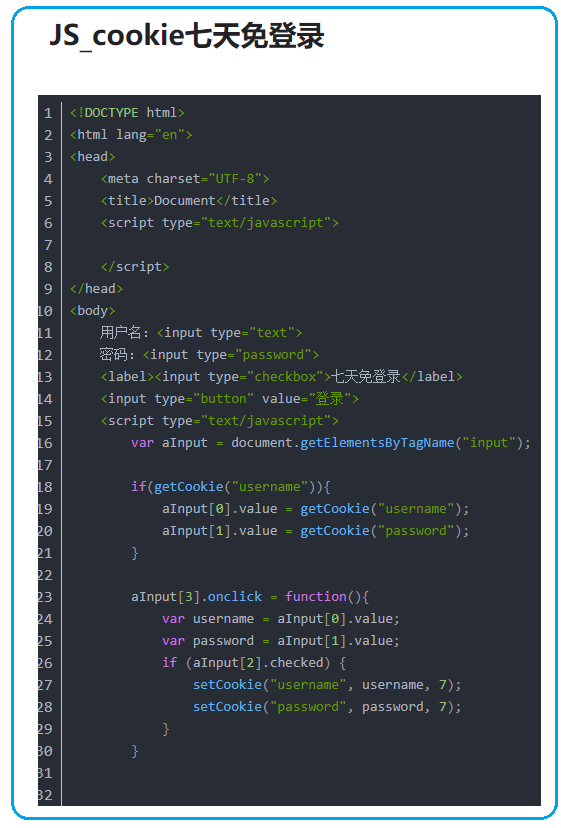 JS_cookie七天免登录
1 <!DOCTYPE html>
2 <html lang="en">
3 <head>
4     <meta charset="UTF-8">
5     <title>Document</title>
6     <script type="text/javascript">
7
8     </script>
9 </head>
10 <body>
11     用户名：<input type="text">
12     密码：<input type="password">
13     <label><input type="checkbox">七天免登录</label>
14     <input type="button" value="登录">
15     <script type="text/javascript">
16         var aInput = document.getElementsByTagName("input");
17
18         if(getCookie("username")){
19             aInput[0].value = getCookie("username");
20             aInput[1].value = getCookie("password");
21         }
22
23         aInput[3].onclick = function(){
24             var username = aInput[0].value;
25             var password = aInput[1].value;
26             if (aInput[2].checked) {
27                 setCookie("username", username, 7);
28                 setCookie("password", password, 7);
29             }
30         }
31
32